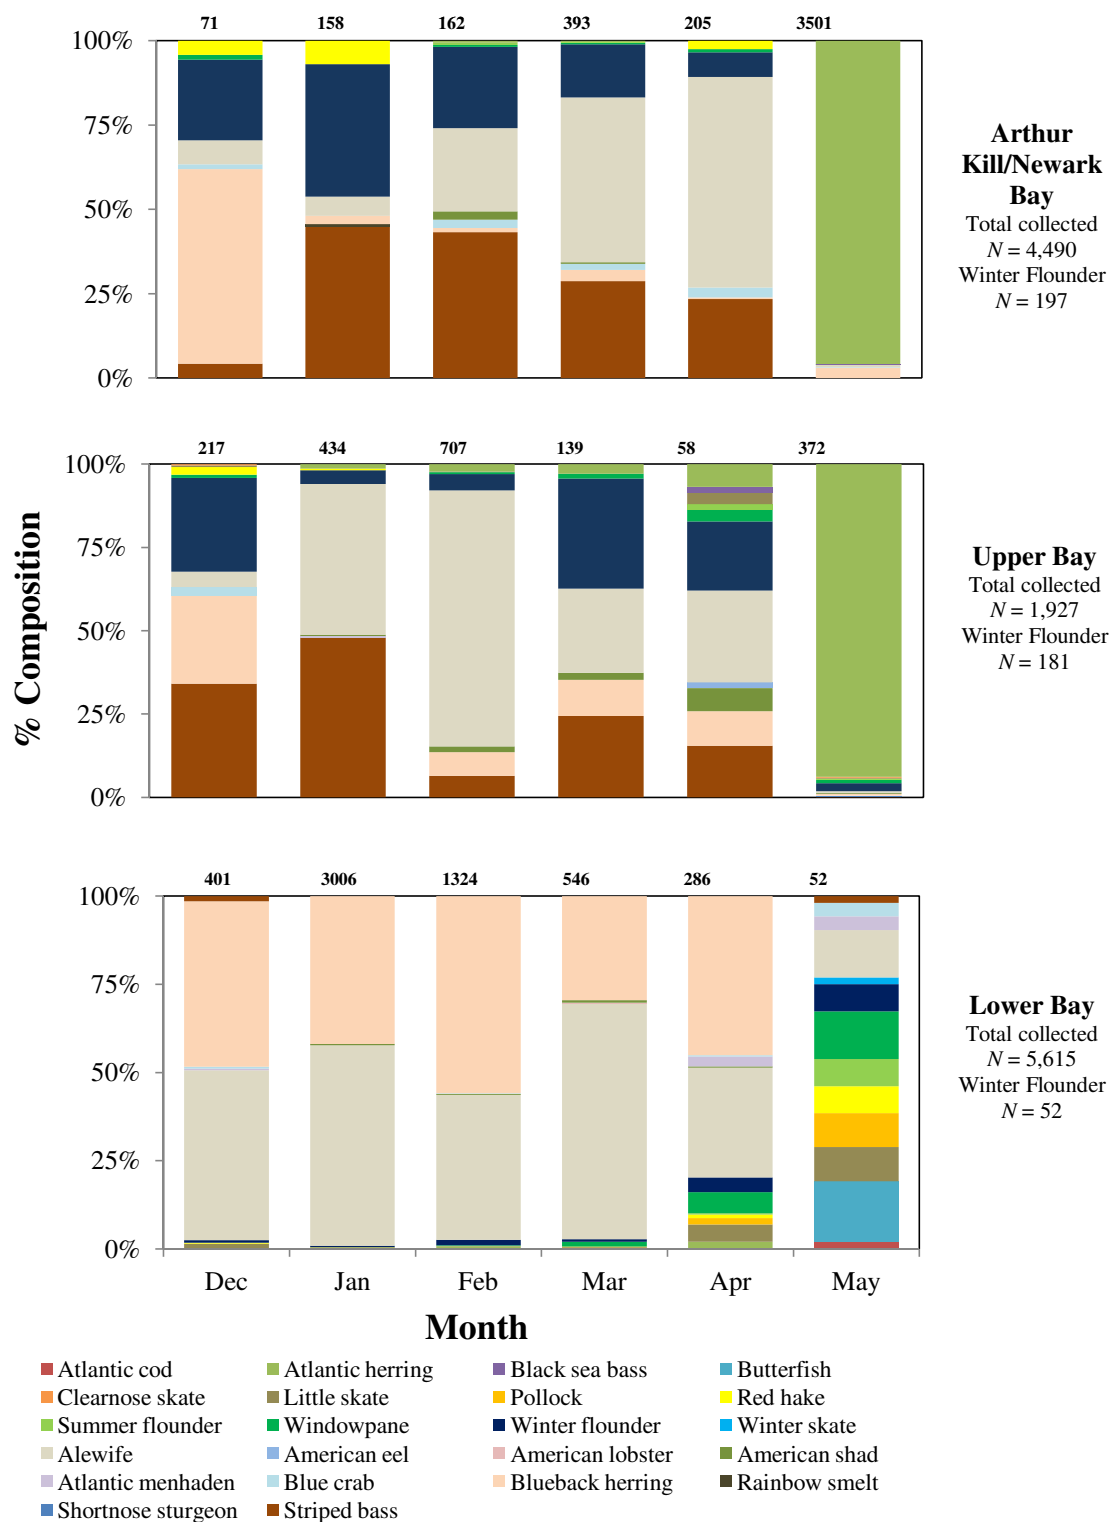 71 158 162 393 205 3501
100%
75%
50%
25%
0%
Arthur
Kill/Newark
Bay
Total collected
N = 4,490
Winter Flounder
N = 197
217 434 707 139 58 372
100%
75%
50%
25%
0%
% Composition
Upper Bay
Total collected
N = 1,927
Winter Flounder
N = 181
401 3006 1324 546 286 52
100%
75%
50%
25%
0%
Lower Bay
Total collected
N = 5,615
Winter Flounder
N = 52
Dec Jan Feb Mar Apr May
Month
Atlantic cod Atlantic herring Black sea bass Butterfish
Clearnose skate Little skate Pollock Red hake
Summer flounder Windowpane Winter flounder Winter skate
Alewife American eel American lobster American shad
Atlantic menhaden Blue crab Blueback herring Rainbow smelt
Shortnose sturgeon Striped bass